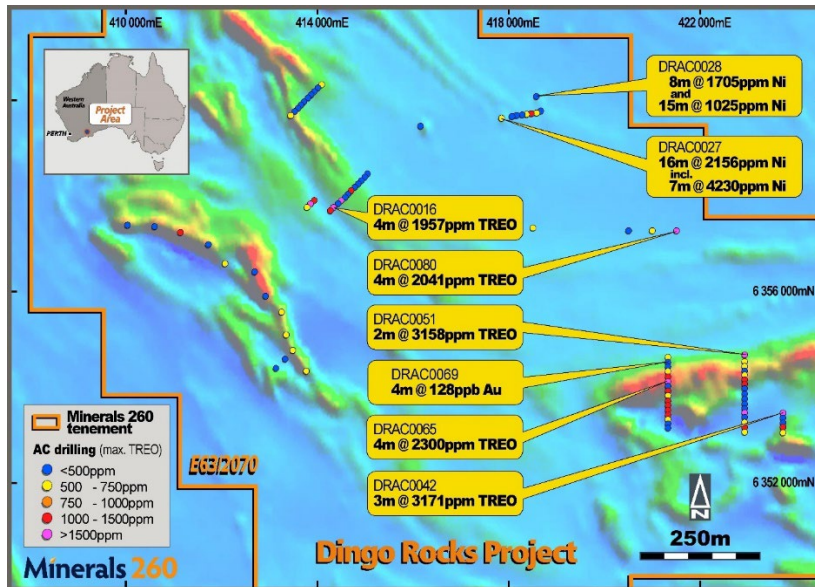 410 000mE
414 000mE
418 000mE
422 000mE
Western
Australia
Project
Area
PERTH
DRAC0028
8m @ 1705ppm Ni
and
15m @ 1025ppm Ni
DRAC0027
16m @ 2156ppm Ni
incl.
7m @ 4230ppm Ni
DRAC0016
4m @ 1957ppm TREO
DRAC0080
4m @ 2041ppm TREO
6 356 000mN
DRAC0051
2m @ 3158ppm TREO
DRAC0069
4m @ 128ppb Au
DRAC0065
4m @ 2300ppm TREO
DRAC0042
3m @ 3171ppm TREO
6 352 000mN
Minerals 260
tenement
AC drilling (max. TREO)
<500ppm
500 - 750ppm
750 - 1000ppm
1000 - 1500ppm
>1500ppm
E63/2070
N
250m
Minerals 260
Dingo Rocks Project